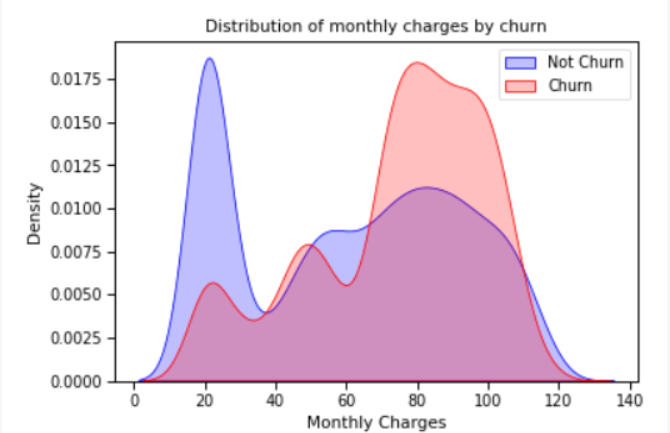 Distribution of monthly charges by churn
Not Churn
Churn
0.0175
0.0150
0.0125
0.0100
0.0075
0.0050
0.0025
0.0000
Density
0 20 40 60 80 100 120 140
Monthly Charges